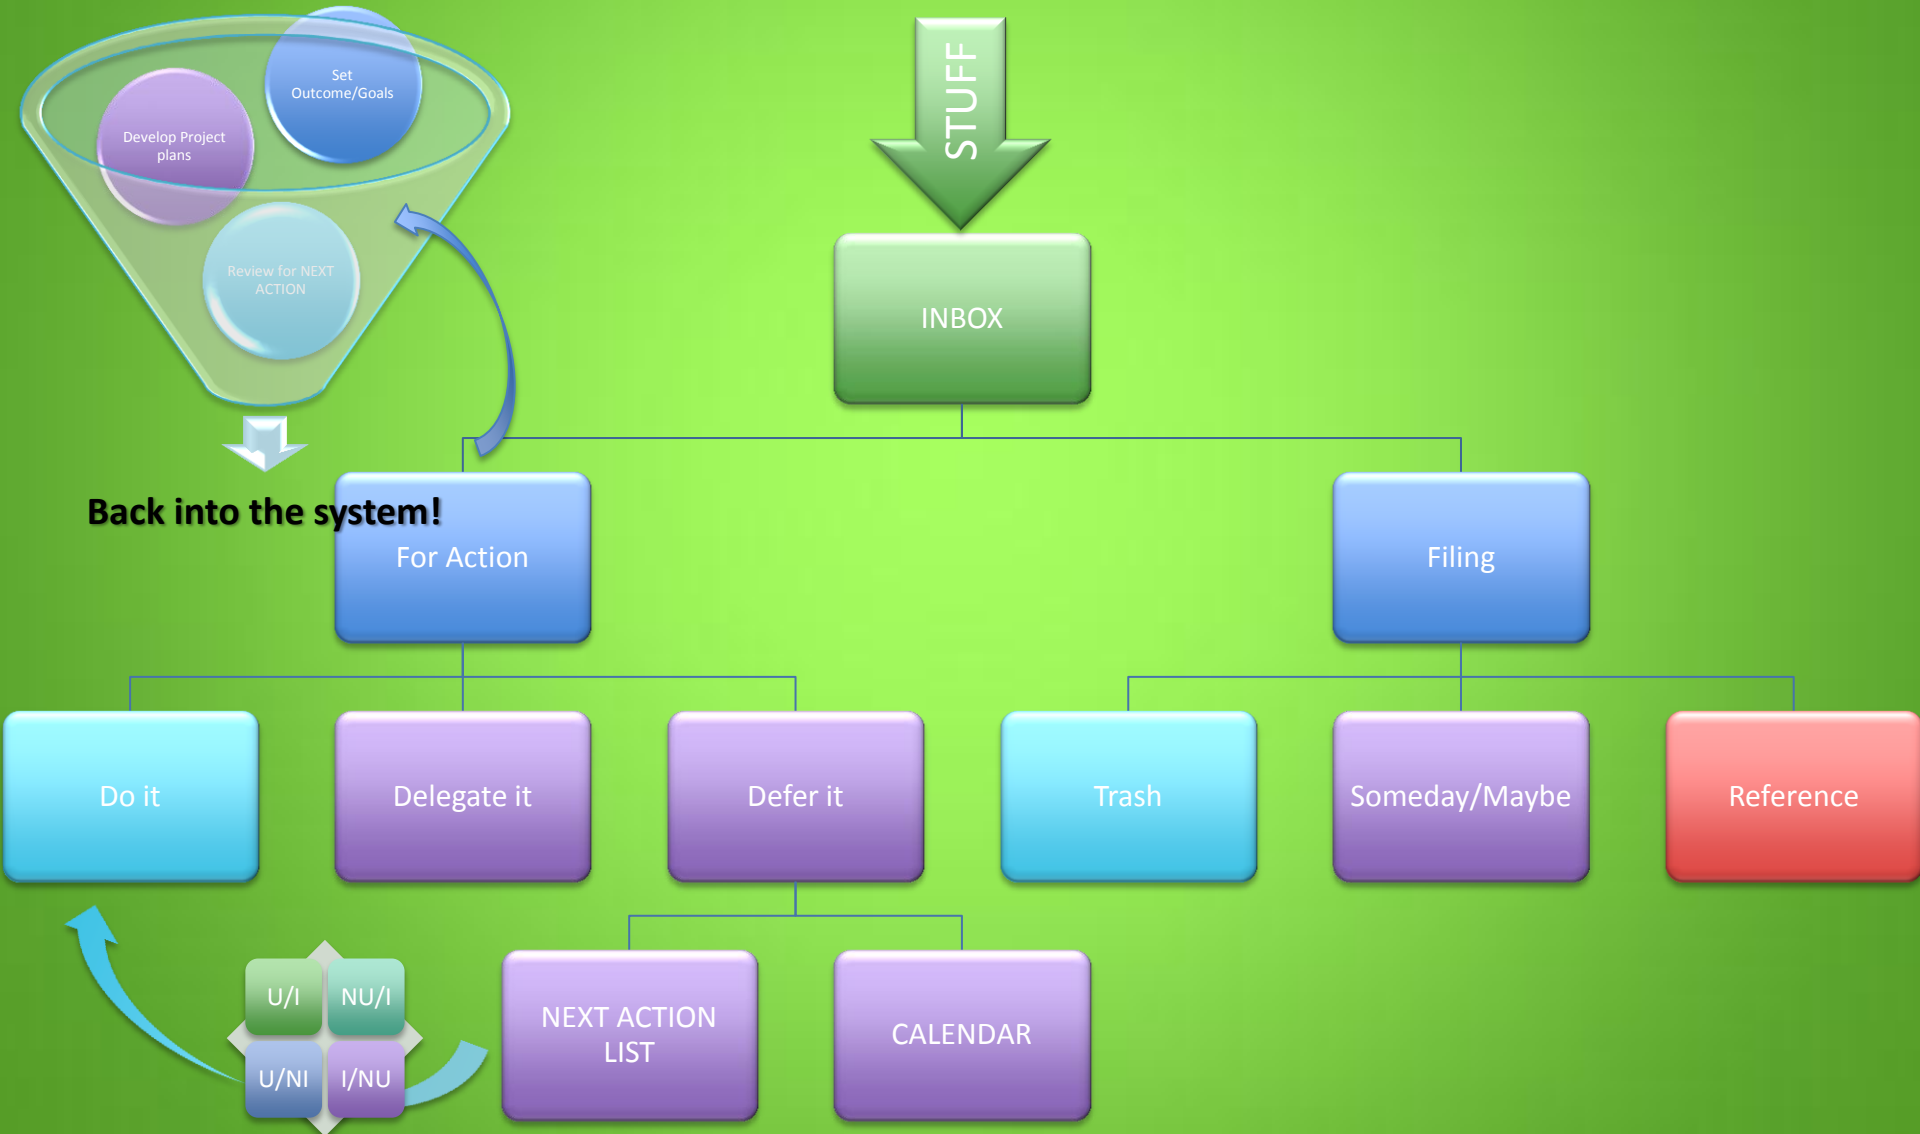 Set
Outcome/Goals
Develop Project
plans
Review for NEXT
ACTION
Back into the system!
STUFF
INBOX
For Action
Filing
Do it
Delegate it
Defer it
Trash
Someday/Maybe
Reference
U/I
NU/I
U/NI
I/NU
NEXT ACTION
LIST
CALENDAR